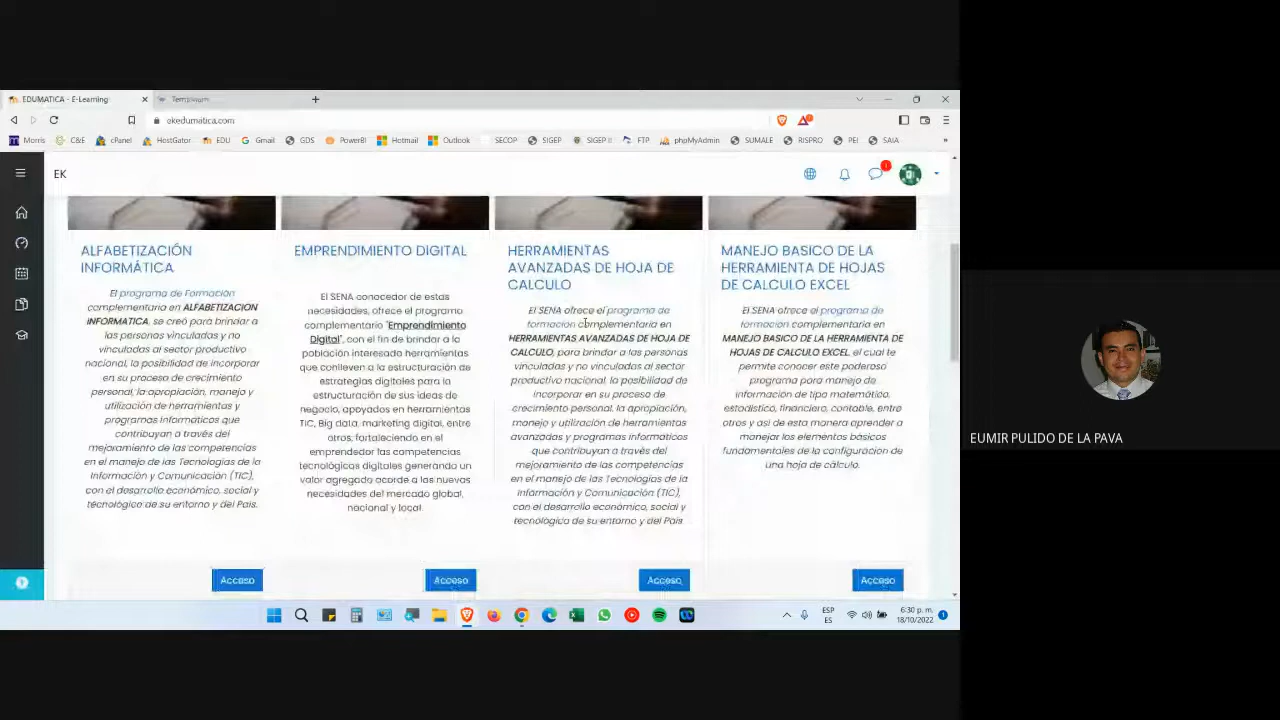 EDUMATICA - E-Learning
ekedumatica.com
Morris C&E cPanel HostGator EDU Gmail GDS PowerBI Hotmail Outlook SECOP SIGEP SIGEP II FTP phpMyAdmin SUMALE RISPRO PEI SAIA »
EK
1
ALFABETIZACIÓN
INFORMÁTICA
El programa de Formación
complementaria en ALFABETIZACION
INFORMATICA, se creó para brindar a
las personas vinculadas y no
vinculadas al sector productivo
nacional, la posibilidad de incorporar
en su proceso de crecimiento
personal, la apropiación, manejo y
utilización de herramientas y
programas informaticos que
contribuyan a través del
mejoramiento de las competencias
en el manejo de las Tecnologías de la
Información y Comunicación (TIC),
con el desarrollo económico, social y
técnológico de su entorno y del País.
Acceso
EMPRENDIMIENTO DIGITAL
El SENA conocedor de estas
necesidades, ofrece el programa
complementario "Emprendimiento
Digital", con el fin de brindar a la
población interesada herramientas
que conlleven a la estructuración de
estrategias digitales para la
estructuración de sus ideas de
negocio, apoyados en herramientas
TIC, Big data, marketing digital, entre
otros, fortaleciendo en el
emprendedor las competencias
tecnológicas digitales generando un
valor agregado acorde a las nuevas
necesidades del mercado global,
nacional y local.
Acceso
HERRAMIENTAS
AVANZADAS DE HOJA DE
CALCULO
El SENA ofrece el programa de
formacion complementaria en
HERRAMIENTAS AVANZADAS DE HOJA DE
CALCULO, para brindar a las personas
vinculadas y no vinculadas al sector
productivo nacional, la posibilidad de
incorporar en su proceso de
crecimiento personal, la apropiación,
manejo y utilización de herramientas
avanzadas y programas informaticos
que contribuyan a través del
mejoramiento de las competencias
en el manejo de las Tecnologías de la
Información y Comunicación (TIC),
con el desarrollo económico, social y
tecnológica de su entorno y del País
Acceso
MANEJO BASICO DE LA
HERRAMIENTA DE HOJAS
DE CALCULO EXCEL
El SENA ofrece el programa de
formacion complementaria en
MANEJO BASICO DE LA HERRAMIENTA DE
HOJAS DE CALCULO EXCEL, el cual te
permite conocer este poderoso
programa para manejo de
información de tipo matemático,
estadístico, financiero, contable, entre
otros y asi de esta manera aprender a
manejar los elementos básicos
fundamentales de la configuracion de
una hoja de cálculo.
Acceso
ESP
ES
6:30 p. m.
18/10/2022
EUMIR PULIDO DE LA PAVA